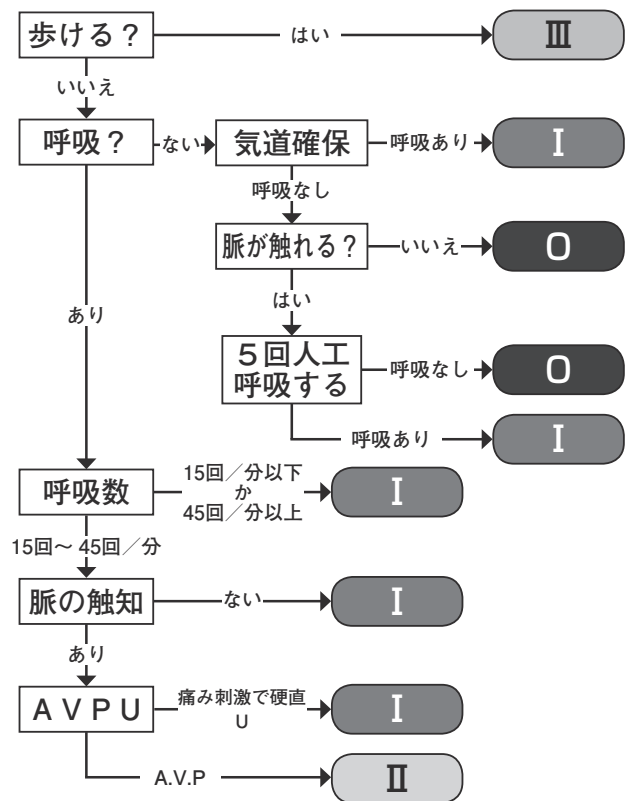 歩ける？
はい
Ⅲ
いいえ
呼吸？
ない
気道確保
呼吸あり
Ⅰ
呼吸なし
脈が触れる？
いいえ
0
はい
あり
５回人工
呼吸する
呼吸なし
0
呼吸あり
Ⅰ
呼吸数
15回／分以下
か
45回／分以上
Ⅰ
15回～45回／分
脈の触知
ない
Ⅰ
あり
ＡＶＰＵ
痛み刺激で硬直
U
Ⅰ
A.V.P
Ⅱ